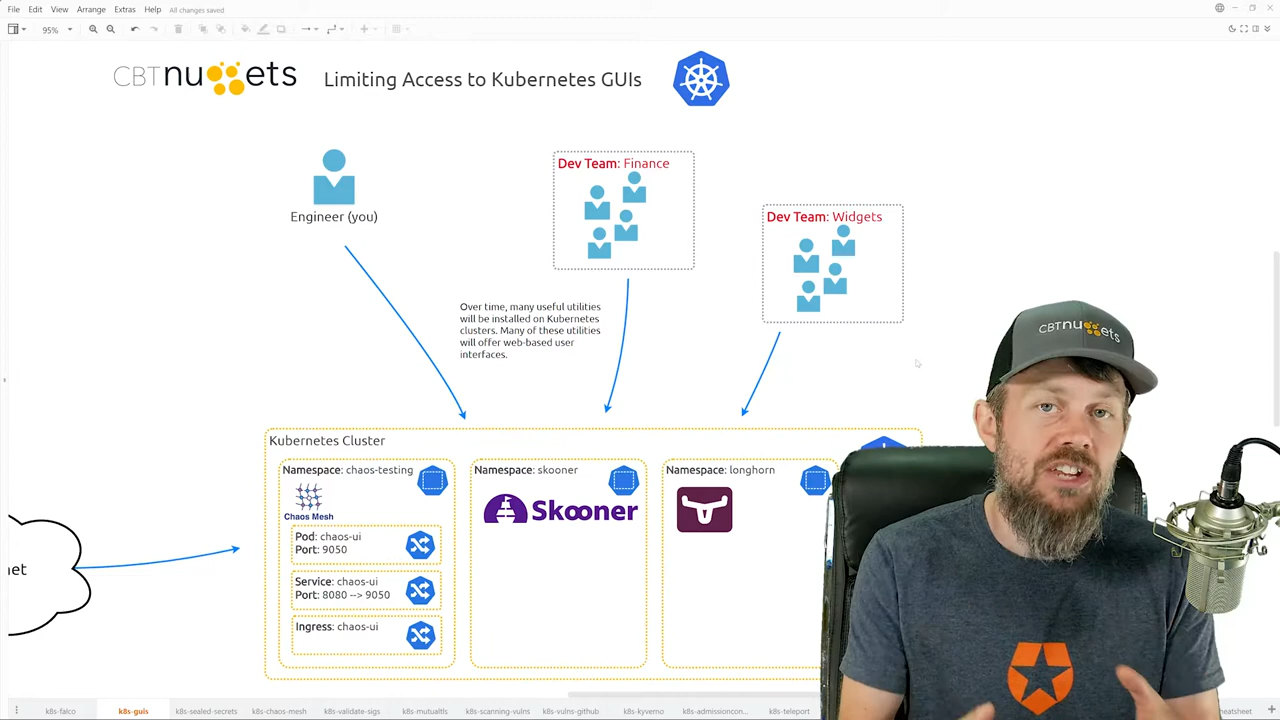 File Edit View Arrange Extras Help All changes saved
95%
CBTnuggets
Limiting Access to Kubernetes GUIs
Engineer (you)
Dev Team: Finance
Dev Team: Widgets
Over time, many useful utilities
will be installed on Kubernetes
clusters. Many of these utilities
will offer web-based user
interfaces.
CBTnuggets
Kubernetes Cluster
Namespace: chaos-testing
Chaos Mesh
Pod: chaos-ui
Port: 9050
Service: chaos-ui
Port: 8080 --> 9050
Ingress: chaos-ui
Namespace: skooner
Skooner
Namespace: longhorn
net
k8s-falco k8s-guis k8s-sealed-secrets k8s-chaos-mesh k8s-validate-sigs k8s-mutualtls k8s-scanning-vulns k8s-vulns-github k8s-kyverno k8s-admissioncon... k8s-teleport heatsheet